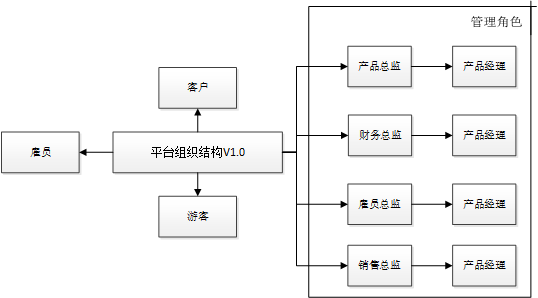 管理角色
产品总监
产品经理
客户
财务总监
产品经理
雇员
平台组织结构V1.0
雇员总监
产品经理
游客
销售总监
产品经理